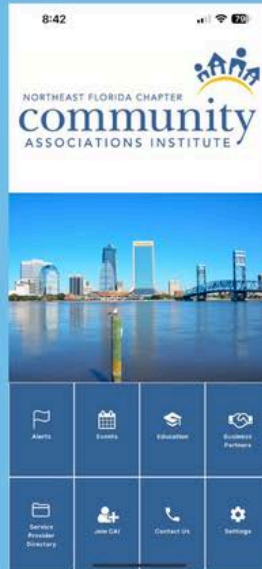 8:42
79
NORTHEAST FLORIDA CHAPTER
community
ASSOCIATIONS INSTITUTE
Alerts
Events
Education
Business
Partners
Service
Provider
Directory
Join CAI
Contact Us
Settings